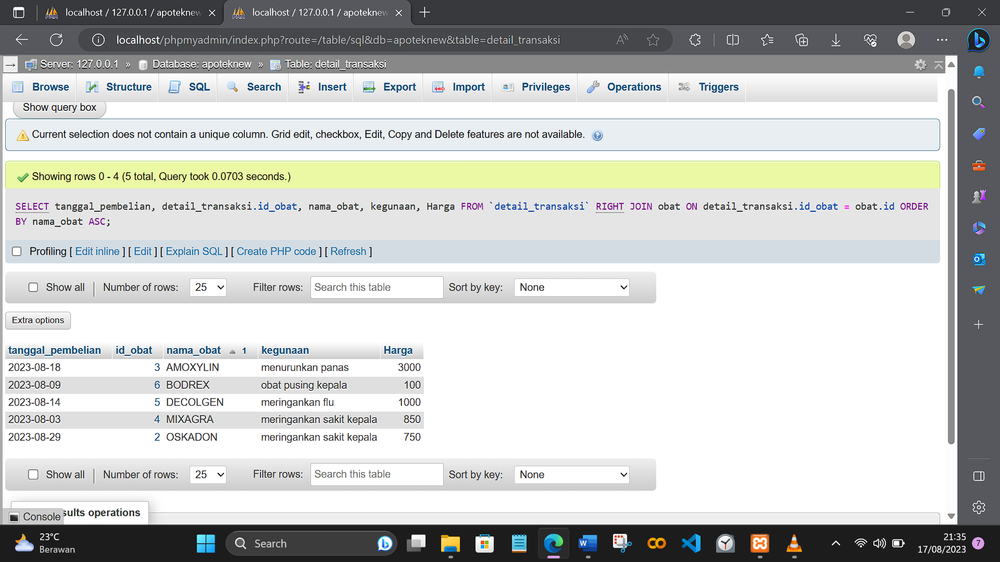 localhost / 127.0.0.1 / apoteknew
localhost / 127.0.0.1 / apoteknew
localhost/phpmyadmin/index.php?route=/table/sql&db=apoteknew&table=detail_transaksi
Server: 127.0.0.1 » Database: apoteknew » Table: detail_transaksi
Browse Structure SQL Search Insert Export Import Privileges Operations Triggers
Show query box
Current selection does not contain a unique column. Grid edit, checkbox, Edit, Copy and Delete features are not available.
Showing rows 0 - 4 (5 total, Query took 0.0703 seconds.)
SELECT tanggal_pembelian, detail_transaksi.id_obat, nama_obat, kegunaan, Harga FROM `detail_transaksi` RIGHT JOIN obat ON detail_transaksi.id_obat = obat.id ORDER
BY nama_obat ASC;
Profiling [ Edit inline ] [ Edit ] [ Explain SQL ] [ Create PHP code ] [ Refresh ]
Show all | Number of rows: 25 Filter rows: Search this table Sort by key: None
Extra options
tanggal_pembelian id_obat nama_obat 1 kegunaan Harga
2023-08-18 3 AMOXYLIN menurunkan panas 3000
2023-08-09 6 BODREX obat pusing kepala 100
2023-08-14 5 DECOLGEN meringankan flu 1000
2023-08-03 4 MIXAGRA meringankan sakit kepala 850
2023-08-29 2 OSKADON meringankan sakit kepala 750
Show all | Number of rows: 25 Filter rows: Search this table Sort by key: None
sults operations
Console
23°C
Berawan
Search
21:35
17/08/2023
7